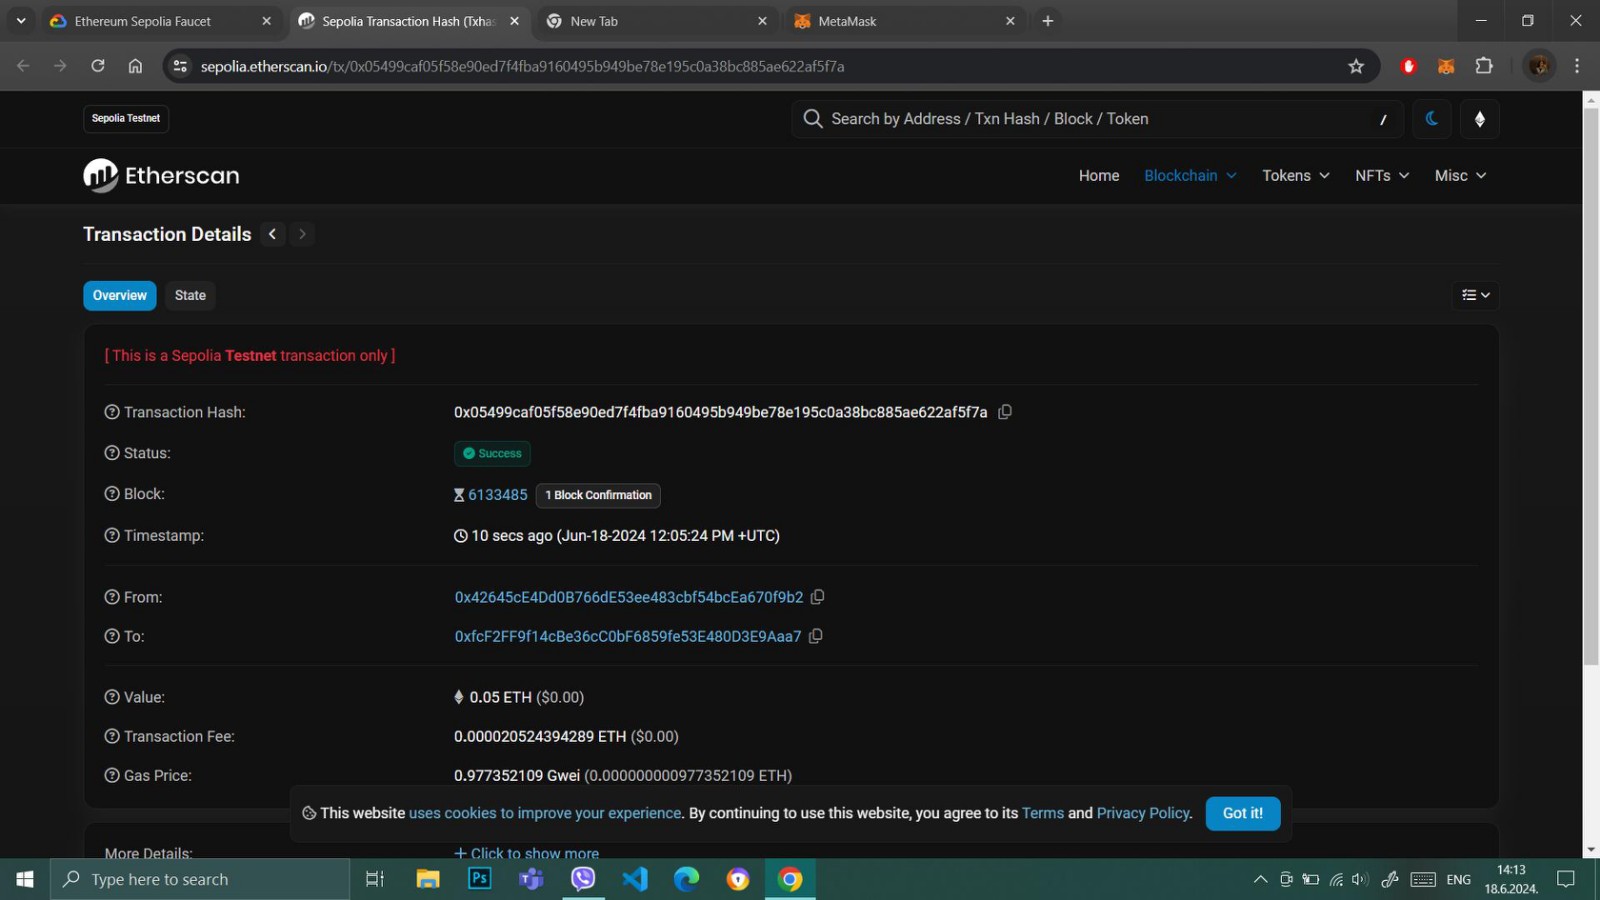 Ethereum Sepolia Faucet
Sepolia Transaction Hash (Txhas
New Tab
MetaMask
sepolia.etherscan.io/tx/0x05499caf05f58e90ed7f4fba9160495b949be78e195c0a38bc885ae622af5f7a
Sepolia Testnet
Search by Address / Txn Hash / Block / Token
/
Etherscan
Home
Blockchain
Tokens
NFTs
Misc
Transaction Details
Overview
State
[ This is a Sepolia Testnet transaction only ]
Transaction Hash: 0x05499caf05f58e90ed7f4fba9160495b949be78e195c0a38bc885ae622af5f7a
Status: Success
Block: 6133485 1 Block Confirmation
Timestamp: 10 secs ago (Jun-18-2024 12:05:24 PM +UTC)
From: 0x42645cE4Dd0B766dE53ee483cbf54bcEa670f9b2
To: 0xfcF2FF9f14cBe36cC0bF6859fe53E480D3E9Aaa7
Value: 0.05 ETH ($0.00)
Transaction Fee: 0.000020524394289 ETH ($0.00)
Gas Price: 0.977352109 Gwei (0.000000000977352109 ETH)
This website uses cookies to improve your experience. By continuing to use this website, you agree to its Terms and Privacy Policy. Got it!
More Details: + Click to show more
Type here to search
Ps
ENG
14:13
18.6.2024.